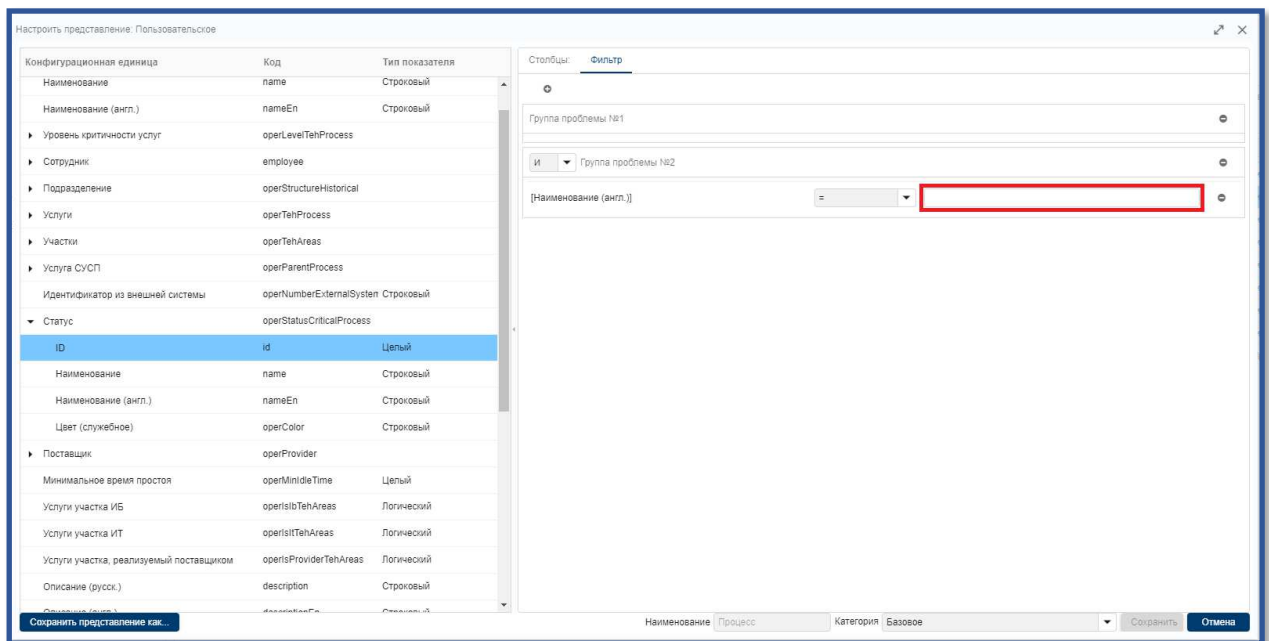 Настроить представление: Пользовательское
Конфигурационная единица Код Тип показателя
Наименование name Строковый
Наименование (англ.) nameEn Строковый
Уровень критичности услуг operLevelTehProcess
Сотрудник employee
Подразделение operStructureHistorical
Услуги operTehProcess
Участки operTehAreas
Услуга СУСП operParentProcess
Идентификатор из внешней системы operNumberExternalSystem Строковый
Статус operStatusCriticalProcess
ID id Целый
Наименование name Строковый
Наименование (англ.) nameEn Строковый
Цвет (служебное) operColor Строковый
Поставщик operProvider
Минимальное время простоя operMinIdleTime Целый
Услуги участка ИБ operIsIbTehAreas Логический
Услуги участка ИТ operIsItTehAreas Логический
Услуги участка, реализуемый поставщиком operIsProviderTehAreas Логический
Описание (русск.) description Строковый
Описание (англ.) descriptionEn Строковый
Столбцы: Фильтр
Группа проблемы №1
И Группа проблемы №2
[Наименование (англ.)] =
Сохранить представление как... Наименование Процесс Категория Базовое Сохранить Отмена